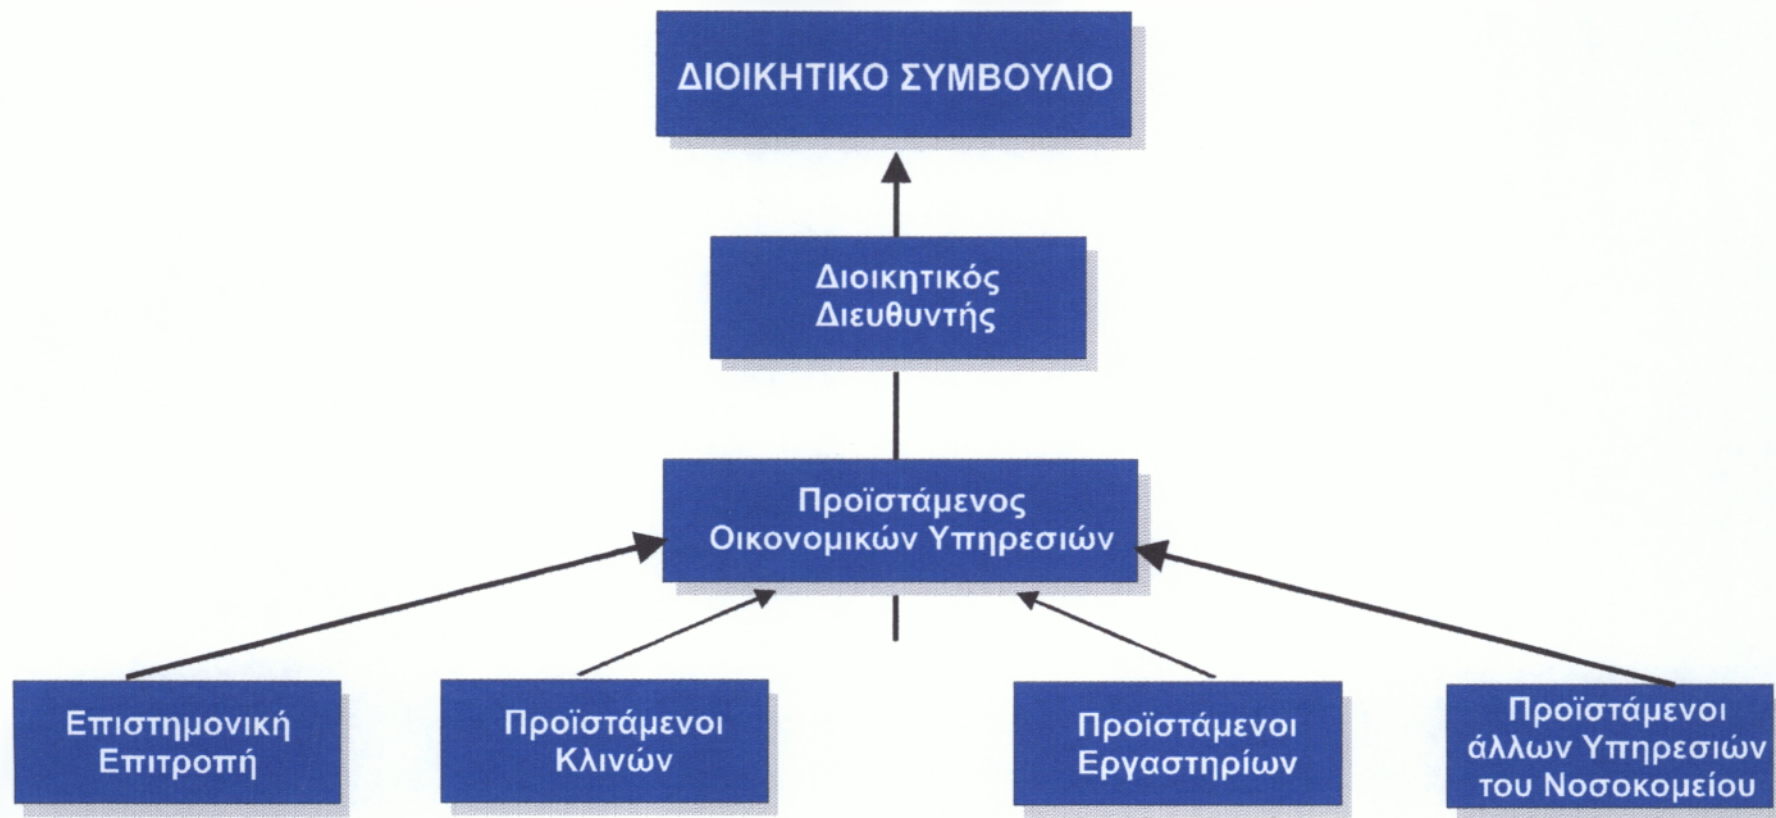 ΔΙΟΙΚΗΤΙΚΟ ΣΥΜΒΟΥΛΙΟ
Διοικητικός
Διευθυντής
Προϊστάμενος
Οικονομικών Υπηρεσιών
Επιστημονική
Επιτροπή
Προϊστάμενοι
Κλινών
Προϊστάμενοι
Εργαστηρίων
Προϊστάμενοι
άλλων Υπηρεσιών
του Νοσοκομείου